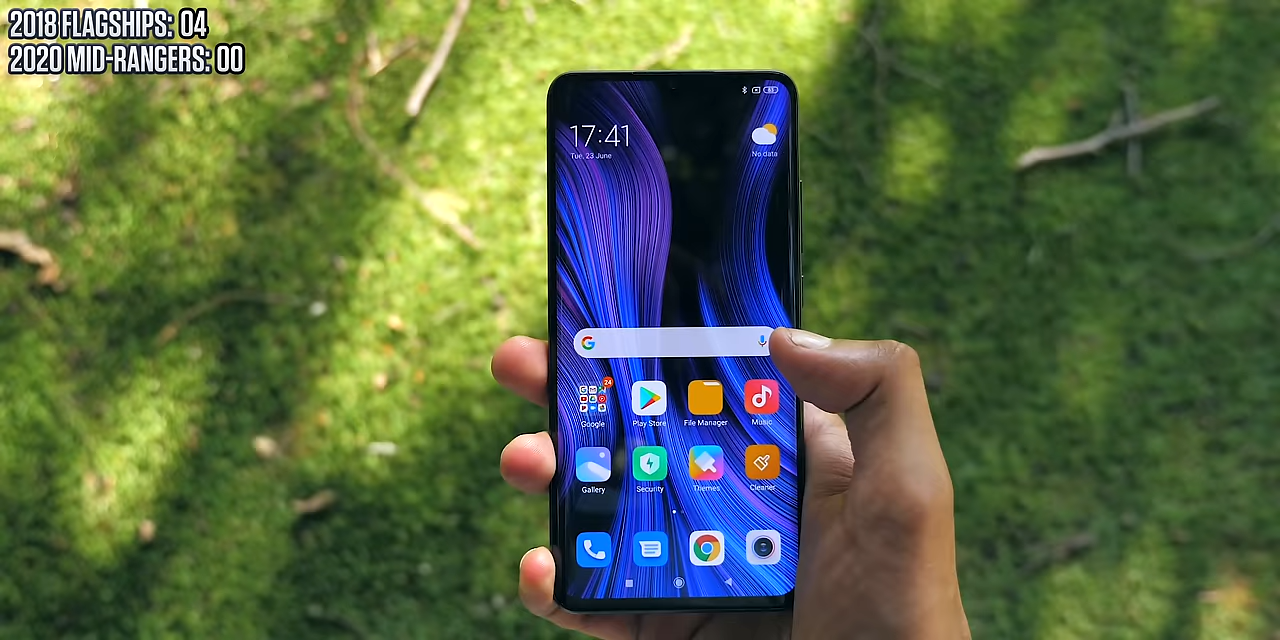 2018 FLAGSHIPS: 04
2020 MID-RANGERS: 00
17:41
Tue, 23 June
No data
24
Google
Play Store
File Manager
Music
Gallery
Security
Themes
Cleaner